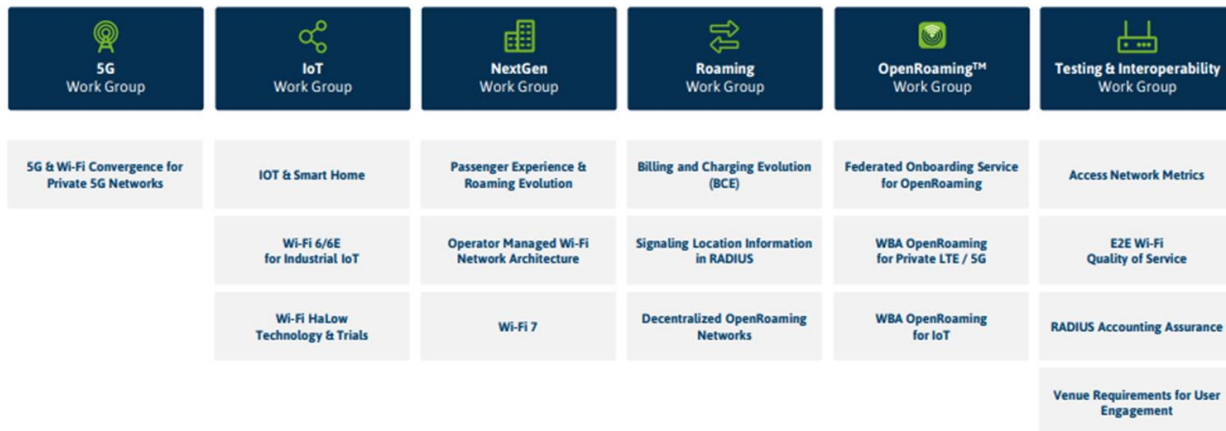 5G
Work Group
IoT
Work Group
NextGen
Work Group
Roaming
Work Group
OpenRoaming™
Work Group
Testing & Interoperability
Work Group
5G & Wi-Fi Convergence for
Private 5G Networks
IOT & Smart Home
Passenger Experience &
Roaming Evolution
Billing and Charging Evolution
(BCE)
Federated Onboarding Service
for OpenRoaming
Access Network Metrics
Wi-Fi 6/6E
for Industrial IoT
Operator Managed Wi-Fi
Network Architecture
Signaling Location Information
in RADIUS
WBA OpenRoaming
for Private LTE / 5G
E2E Wi-Fi
Quality of Service
Wi-Fi HaLow
Technology & Trials
Wi-Fi 7
Decentralized OpenRoaming
Networks
WBA OpenRoaming
for IoT
RADIUS Accounting Assurance
Venue Requirements for User
Engagement